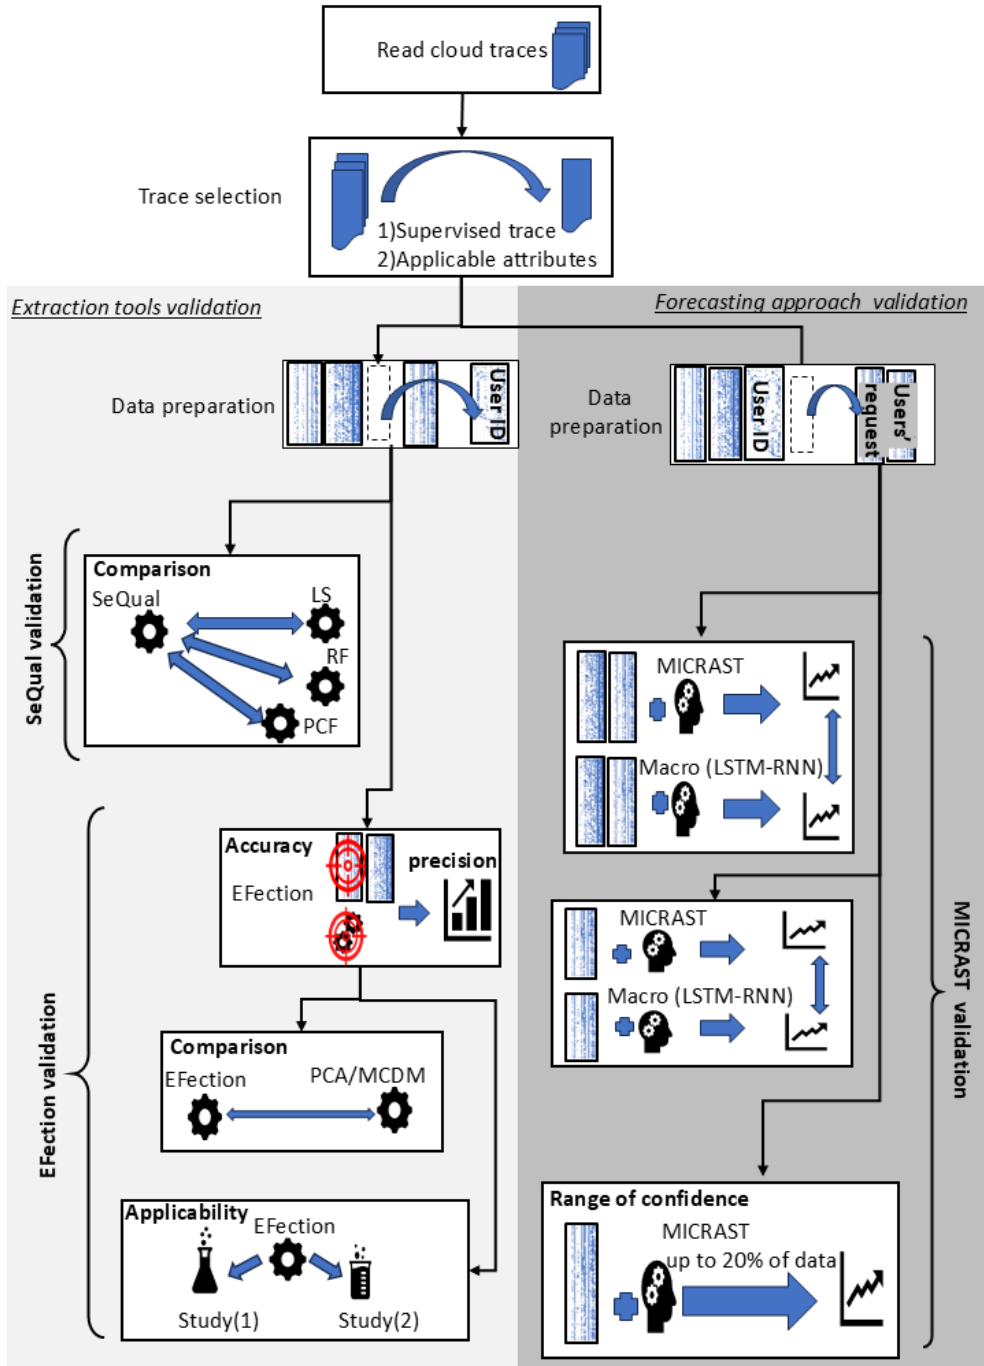 Read cloud traces
Trace selection
1)Supervised trace
2)Applicable attributes
Extraction tools validation
Forecasting approach validation
Data preparation
User ID
Data
preparation
User ID
Users'
request
SeQual validation
Comparison
SeQual
LS
RF
PCF
MICRAST
Macro (LSTM-RNN)
EFection validation
Accuracy
precision
EFection
MICRAST
Macro (LSTM-RNN)
MICRAST validation
Comparison
EFection
PCA/MCDM
Applicability
EFection
Study(1)
Study(2)
Range of confidence
MICRAST
up to 20% of data